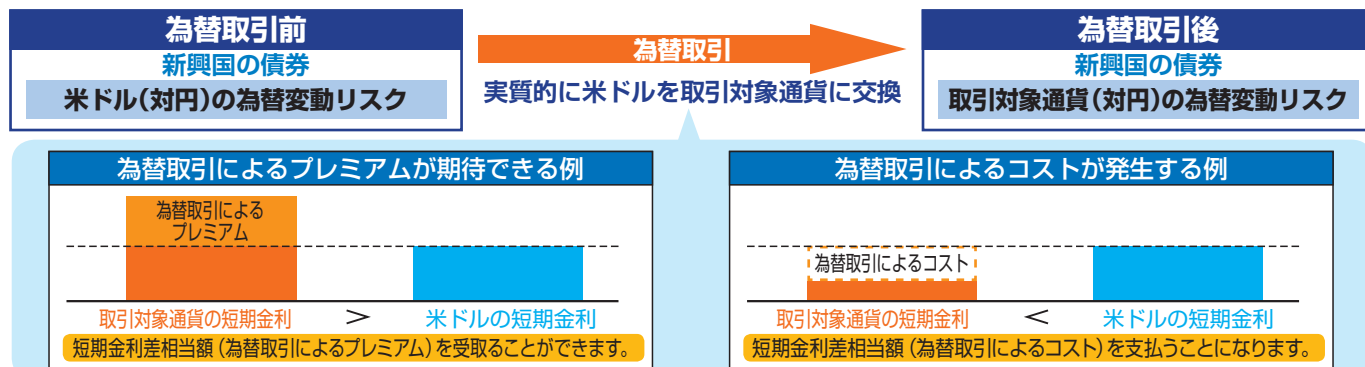 為替取引前
新興国の債券
米ドル(対円)の為替変動リスク
為替取引
実質的に米ドルを取引対象通貨に交換
為替取引後
新興国の債券
取引対象通貨(対円)の為替変動リスク
為替取引によるプレミアムが期待できる例
為替取引による
プレミアム
取引対象通貨の短期金利 > 米ドルの短期金利
短期金利差相当額(為替取引によるプレミアム)を受取ることができます。
為替取引によるコストが発生する例
為替取引によるコスト
取引対象通貨の短期金利 < 米ドルの短期金利
短期金利差相当額(為替取引によるコスト)を支払うことになります。